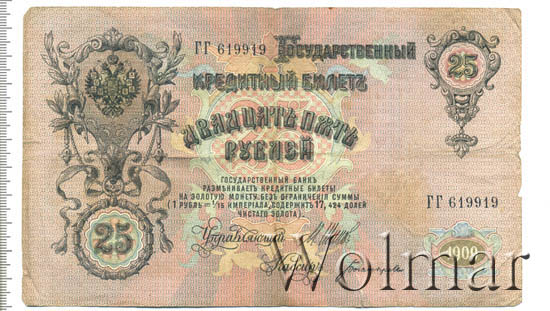 ГГ 619919 ГОСУДАРСТВЕННЫЙ
КРЕДИТНЫЙ БИЛЕТЪ
25
ДВАДЦАТЬ ПЯТЬ
РУБЛЕЙ
ГОСУДАРСТВЕННЫЙ БАНКЪ
РАЗМѢНИВАЕТЪ КРЕДИТНЫЕ БИЛЕТЫ
НА ЗОЛОТУЮ МОНЕТУ БЕЗЪ ОГРАНИЧЕНІЯ СУММЫ
(1 РУБЛЬ = 1/15 ИМПЕРІАЛА, СОДЕРЖИТЪ 17,424 ДОЛЕЙ
ЧИСТАГО ЗОЛОТА).
ГГ 619919
25
Управляющій
Кассиръ
1909
Wolmar